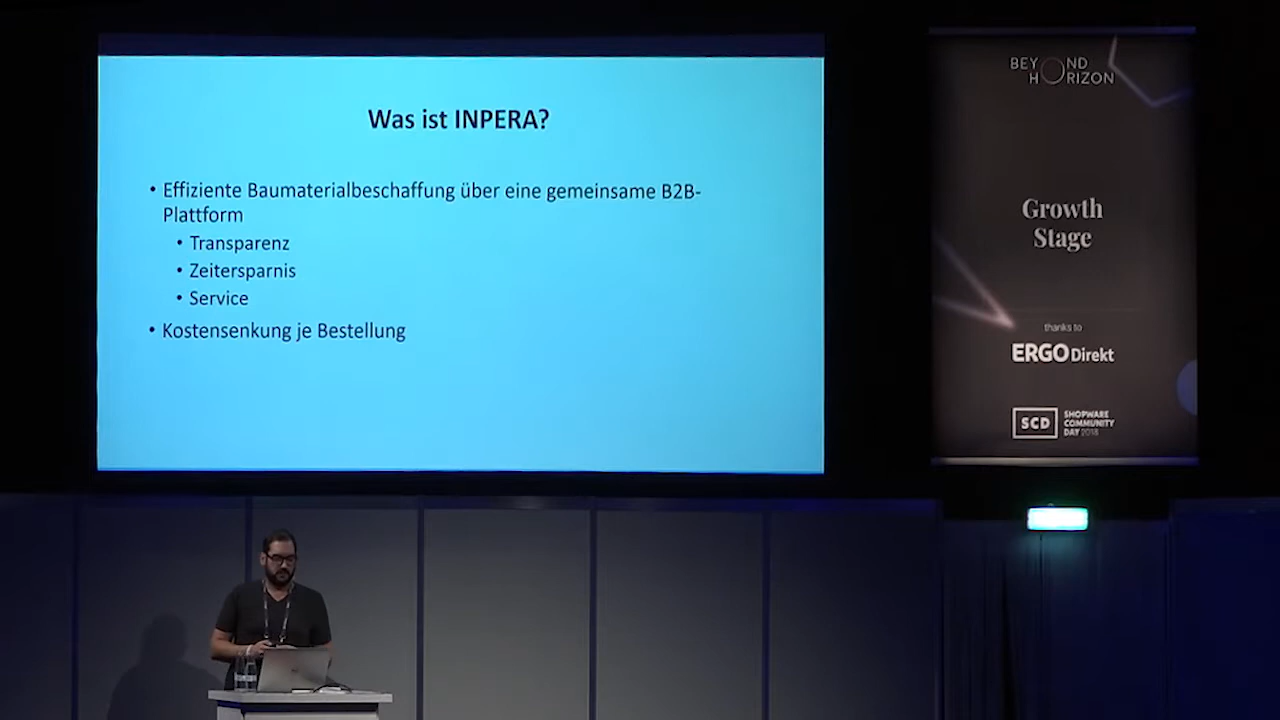 Was ist INPERA?
• Effiziente Baumaterialbeschaffung über eine gemeinsame B2B-
Plattform
• Transparenz
• Zeitersparnis
• Service
• Kostensenkung je Bestellung
BEYOND
HORIZON
Growth
Stage
thanks to
ERGO Direkt
SCD
SHOPWARE
COMMUNITY
DAY 2018